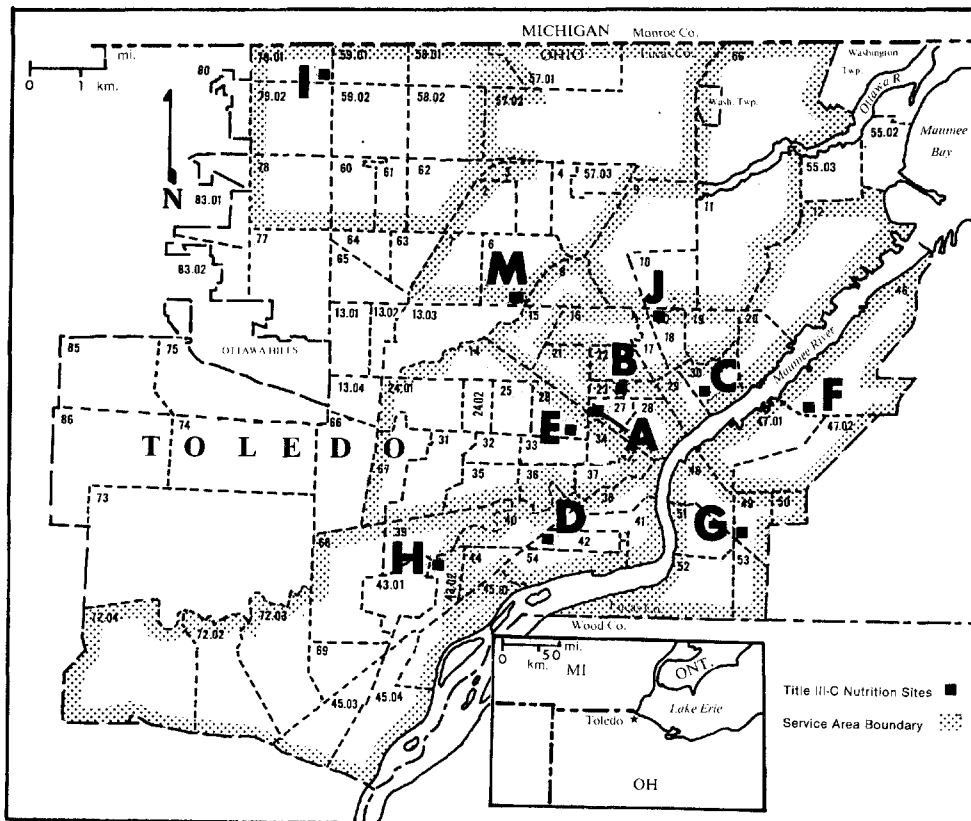 MICHIGAN Monroe Co.
OHIO Lucas Co.
mi.
0 1
km.
N
80
78.01 59.01 58.01 57.01 66
79.02 I 59.02 58.02 57.02
Wash. Twp.
Washington
Twp.
Ottawa R
55.02
Maumee
Bay
78 60 61 62 2 3 4 57.03 9 55.03
83.01 11 12
77 64 63 6 8 10
65
83.02
M J
46
13.01 13.02 13.03 15 16 19 20
OTTAWA HILLS
14 21 22 17 18
B
Maumee River
85 75 13.04 24.01 24.02 25 26 23 29 30 C
86 74 66 27 28 F
TOLEDO
67 31 32 33 E 34 A 47.01 47.02
73 35 36 37 48
68 39 40 D 38 41 51 G 49 50
H 44 54 42 53
43.01 52
72.04 72.02 72.03 69
Wood Co.
45.03 45.04
0 50 mi.
km.
MI ONT.
Toledo Lake Erie
OH
Title III-C Nutrition Sites
Service Area Boundary